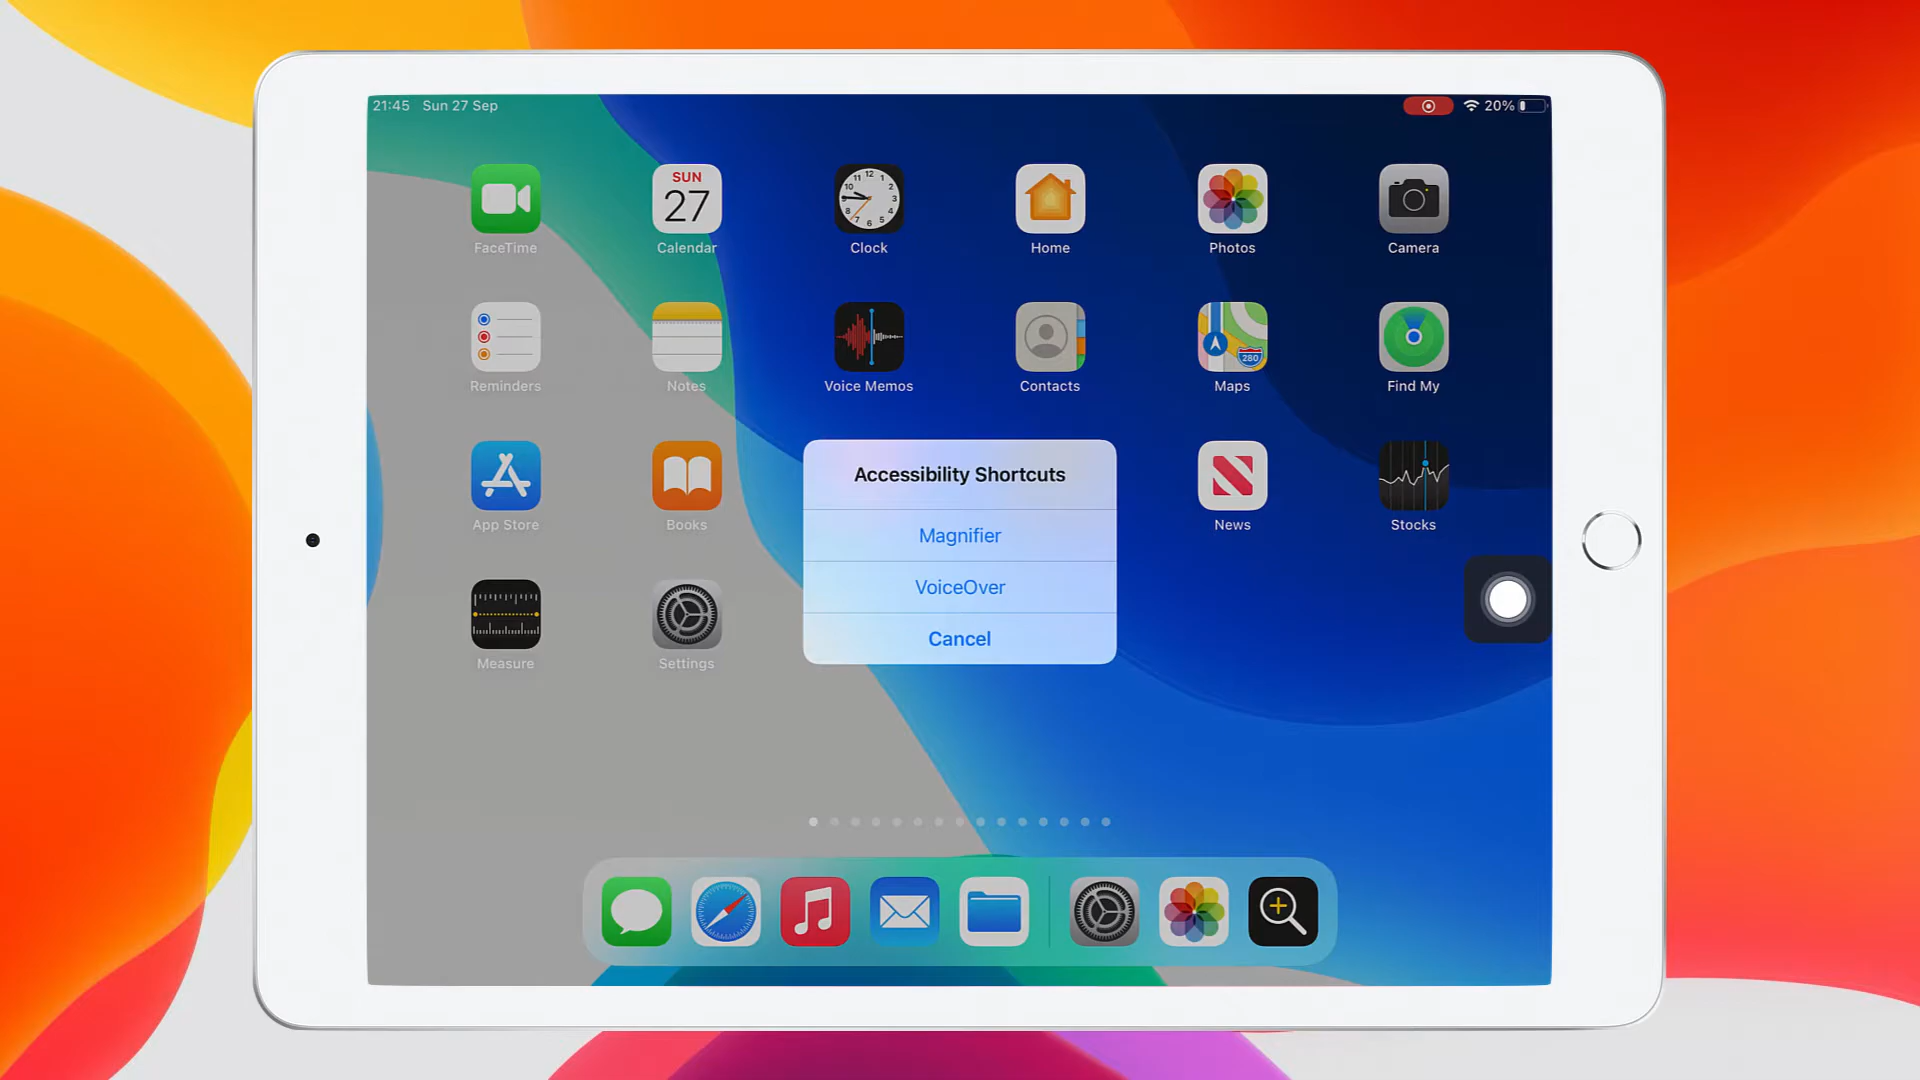 21:45 Sun 27 Sep 20%
SUN
27
FaceTime Calendar Clock Home Photos Camera
280
Reminders Notes Voice Memos Contacts Maps Find My
Accessibility Shortcuts
App Store Books News Stocks
Magnifier
VoiceOver
Cancel
Measure Settings